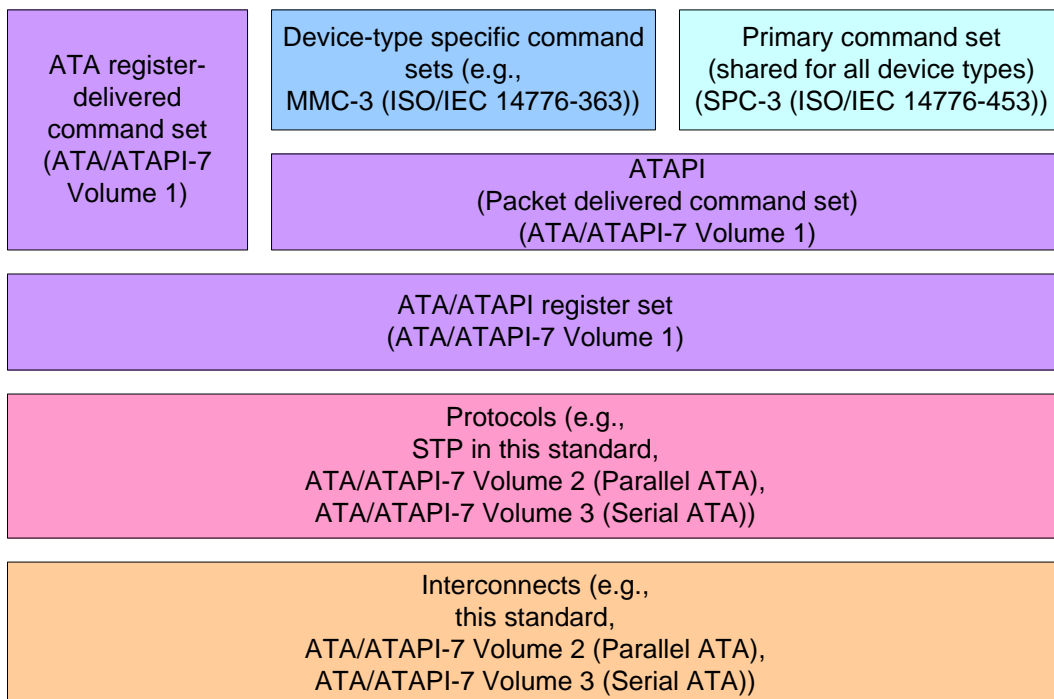 ATA register-
delivered
command set
(ATA/ATAPI-7
Volume 1)
Device-type specific command
sets (e.g.,
MMC-3 (ISO/IEC 14776-363))
Primary command set
(shared for all device types)
(SPC-3 (ISO/IEC 14776-453))
ATAPI
(Packet delivered command set)
(ATA/ATAPI-7 Volume 1)
ATA/ATAPI register set
(ATA/ATAPI-7 Volume 1)
Protocols (e.g.,
STP in this standard,
ATA/ATAPI-7 Volume 2 (Parallel ATA),
ATA/ATAPI-7 Volume 3 (Serial ATA))
Interconnects (e.g.,
this standard,
ATA/ATAPI-7 Volume 2 (Parallel ATA),
ATA/ATAPI-7 Volume 3 (Serial ATA))